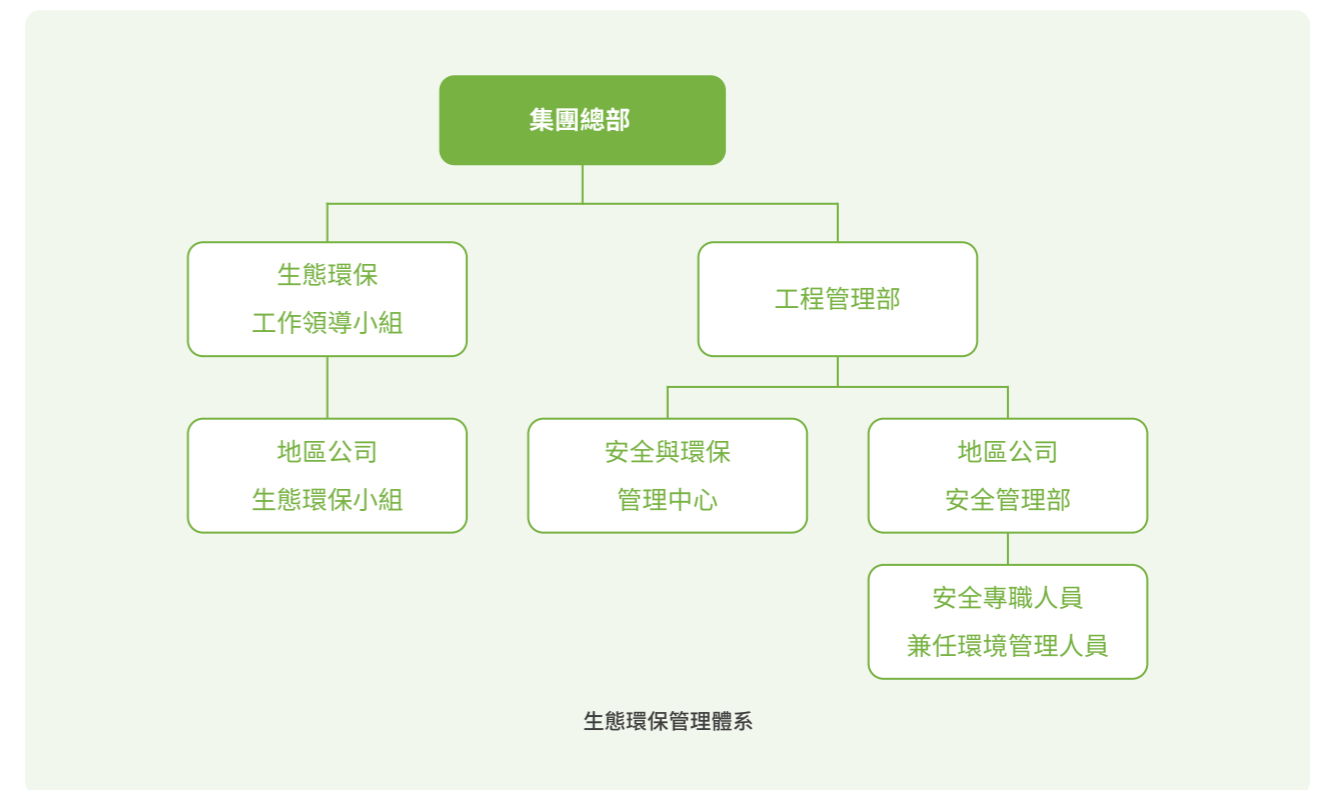 集團總部
生態環保
工作領導小組
工程管理部
地區公司
生態環保小組
安全與環保
管理中心
地區公司
安全管理部
安全專職人員
兼任環境管理人員
生態環保管理體系